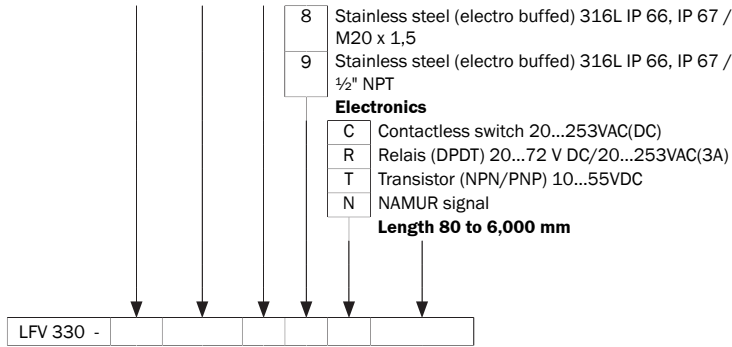 8 Stainless steel (electro buffed) 316L IP 66, IP 67 /
M20 x 1,5
9 Stainless steel (electro buffed) 316L IP 66, IP 67 /
½" NPT
Electronics
C Contactless switch 20...253VAC(DC)
R Relais (DPDT) 20...72 V DC/20...253VAC(3A)
T Transistor (NPN/PNP) 10...55VDC
N NAMUR signal
Length 80 to 6,000 mm
LFV 330 -